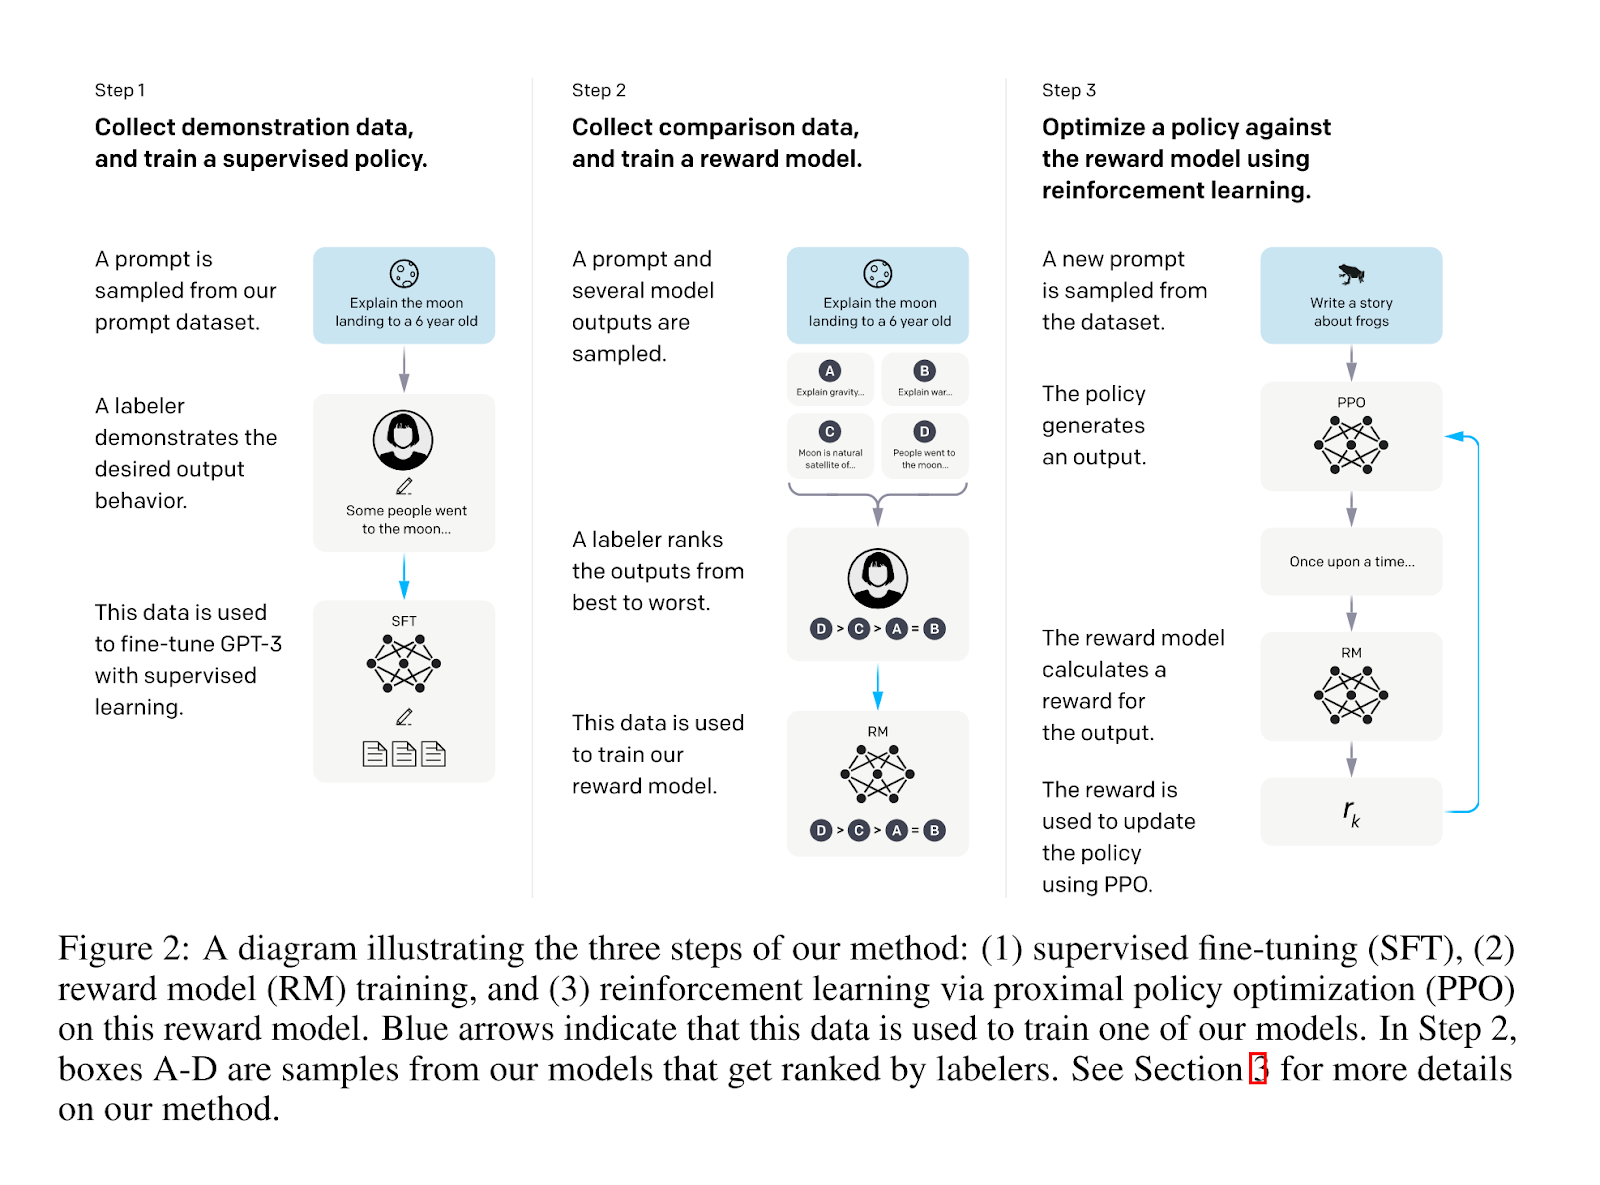 Step 1
Collect demonstration data,
and train a supervised policy.
A prompt is
sampled from our
prompt dataset.
Explain the moon
landing to a 6 year old
A labeler
demonstrates the
desired output
behavior.
Some people went
to the moon...
This data is used
to fine-tune GPT-3
with supervised
learning.
SFT
Step 2
Collect comparison data,
and train a reward model.
A prompt and
several model
outputs are
sampled.
Explain the moon
landing to a 6 year old
A
Explain gravity...
B
Explain war...
C
Moon is natural
satellite of...
D
People went to
the moon...
A labeler ranks
the outputs from
best to worst.
D > C > A = B
This data is used
to train our
reward model.
RM
D > C > A = B
Step 3
Optimize a policy against
the reward model using
reinforcement learning.
A new prompt
is sampled from
the dataset.
Write a story
about frogs
The policy
generates
an output.
PPO
Once upon a time...
The reward model
calculates a
reward for
the output.
RM
The reward is
used to update
the policy
using PPO.
rk
Figure 2: A diagram illustrating the three steps of our method: (1) supervised fine-tuning (SFT), (2)
reward model (RM) training, and (3) reinforcement learning via proximal policy optimization (PPO)
on this reward model. Blue arrows indicate that this data is used to train one of our models. In Step 2,
boxes A-D are samples from our models that get ranked by labelers. See Section 3 for more details
on our method.